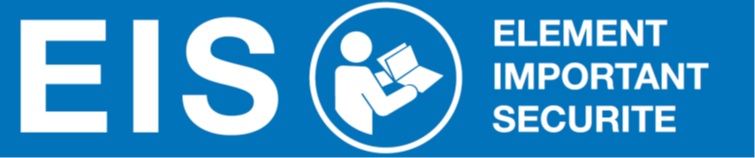 EIS
ELEMENT
IMPORTANT
SECURITE